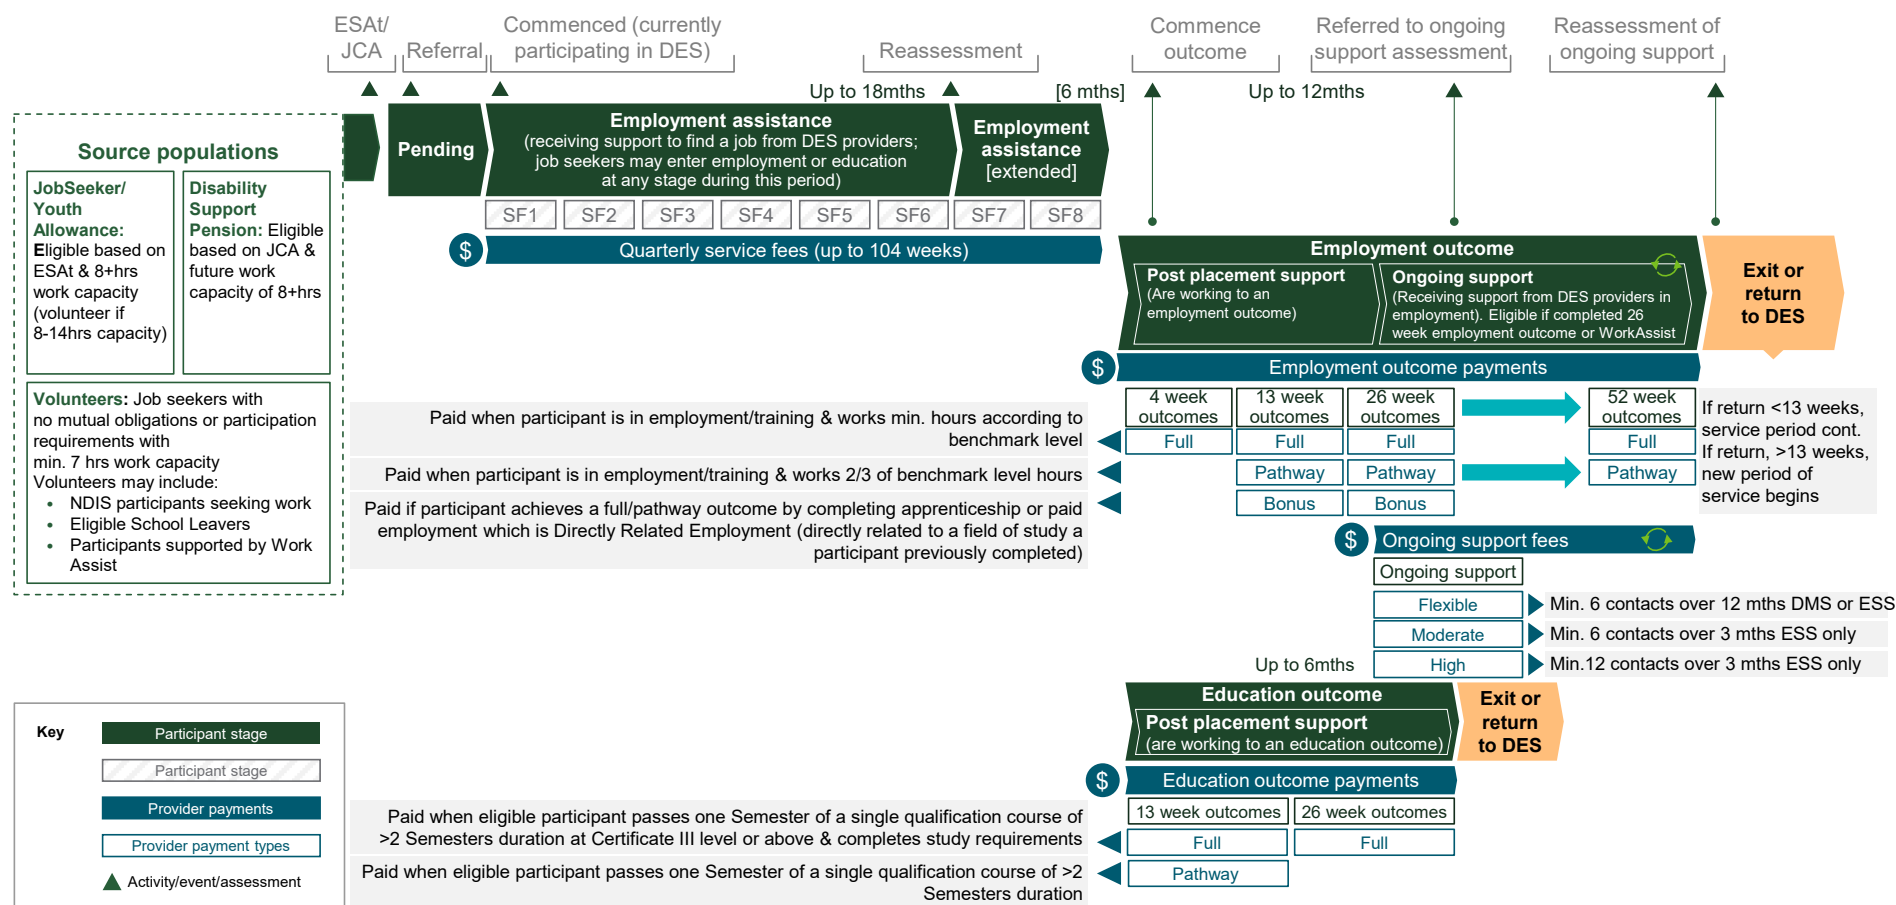 ESAt/
JCA
Referral
Commenced (currently
participating in DES)
Reassessment
Commence
outcome
Referred to ongoing
support assessment
Reassessment of
ongoing support
Up to 18mths
[6 mths]
Up to 12mths
Source populations
JobSeeker/
Youth
Allowance:
Eligible based on
ESAt & 8+hrs
work capacity
(volunteer if
8-14hrs capacity)
Disability
Support
Pension: Eligible
based on JCA &
future work
capacity of 8+hrs
Volunteers: Job seekers with
no mutual obligations or participation
requirements with
min. 7 hrs work capacity
Volunteers may include:
• NDIS participants seeking work
• Eligible School Leavers
• Participants supported by Work
Assist
Pending
Employment assistance
(receiving support to find a job from DES providers;
job seekers may enter employment or education
at any stage during this period)
Employment
assistance
[extended]
SF1
SF2
SF3
SF4
SF5
SF6
SF7
SF8
$
Quarterly service fees (up to 104 weeks)
Employment outcome
Post placement support
(Are working to an
employment outcome)
Ongoing support
(Receiving support from DES providers in
employment). Eligible if completed 26
week employment outcome or WorkAssist
Exit or
return
to DES
$
Employment outcome payments
4 week
outcomes
13 week
outcomes
26 week
outcomes
52 week
outcomes
Full
Full
Full
Full
Pathway
Pathway
Pathway
Bonus
Bonus
If return <13 weeks,
service period cont.
If return, >13 weeks,
new period of
service begins
Paid when participant is in employment/training & works min. hours according to
benchmark level
Paid when participant is in employment/training & works 2/3 of benchmark level hours
Paid if participant achieves a full/pathway outcome by completing apprenticeship or paid
employment which is Directly Related Employment (directly related to a field of study a
participant previously completed)
$
Ongoing support fees
Ongoing support
Flexible
Min. 6 contacts over 12 mths DMS or ESS
Moderate
Min. 6 contacts over 3 mths ESS only
High
Min.12 contacts over 3 mths ESS only
Up to 6mths
Education outcome
Post placement support
(are working to an education outcome)
Exit or
return
to DES
$
Education outcome payments
13 week outcomes
26 week outcomes
Full
Full
Pathway
Paid when eligible participant passes one Semester of a single qualification course of
>2 Semesters duration at Certificate III level or above & completes study requirements
Paid when eligible participant passes one Semester of a single qualification course of >2
Semesters duration
Key
Participant stage
Participant stage
Provider payments
Provider payment types
Activity/event/assessment